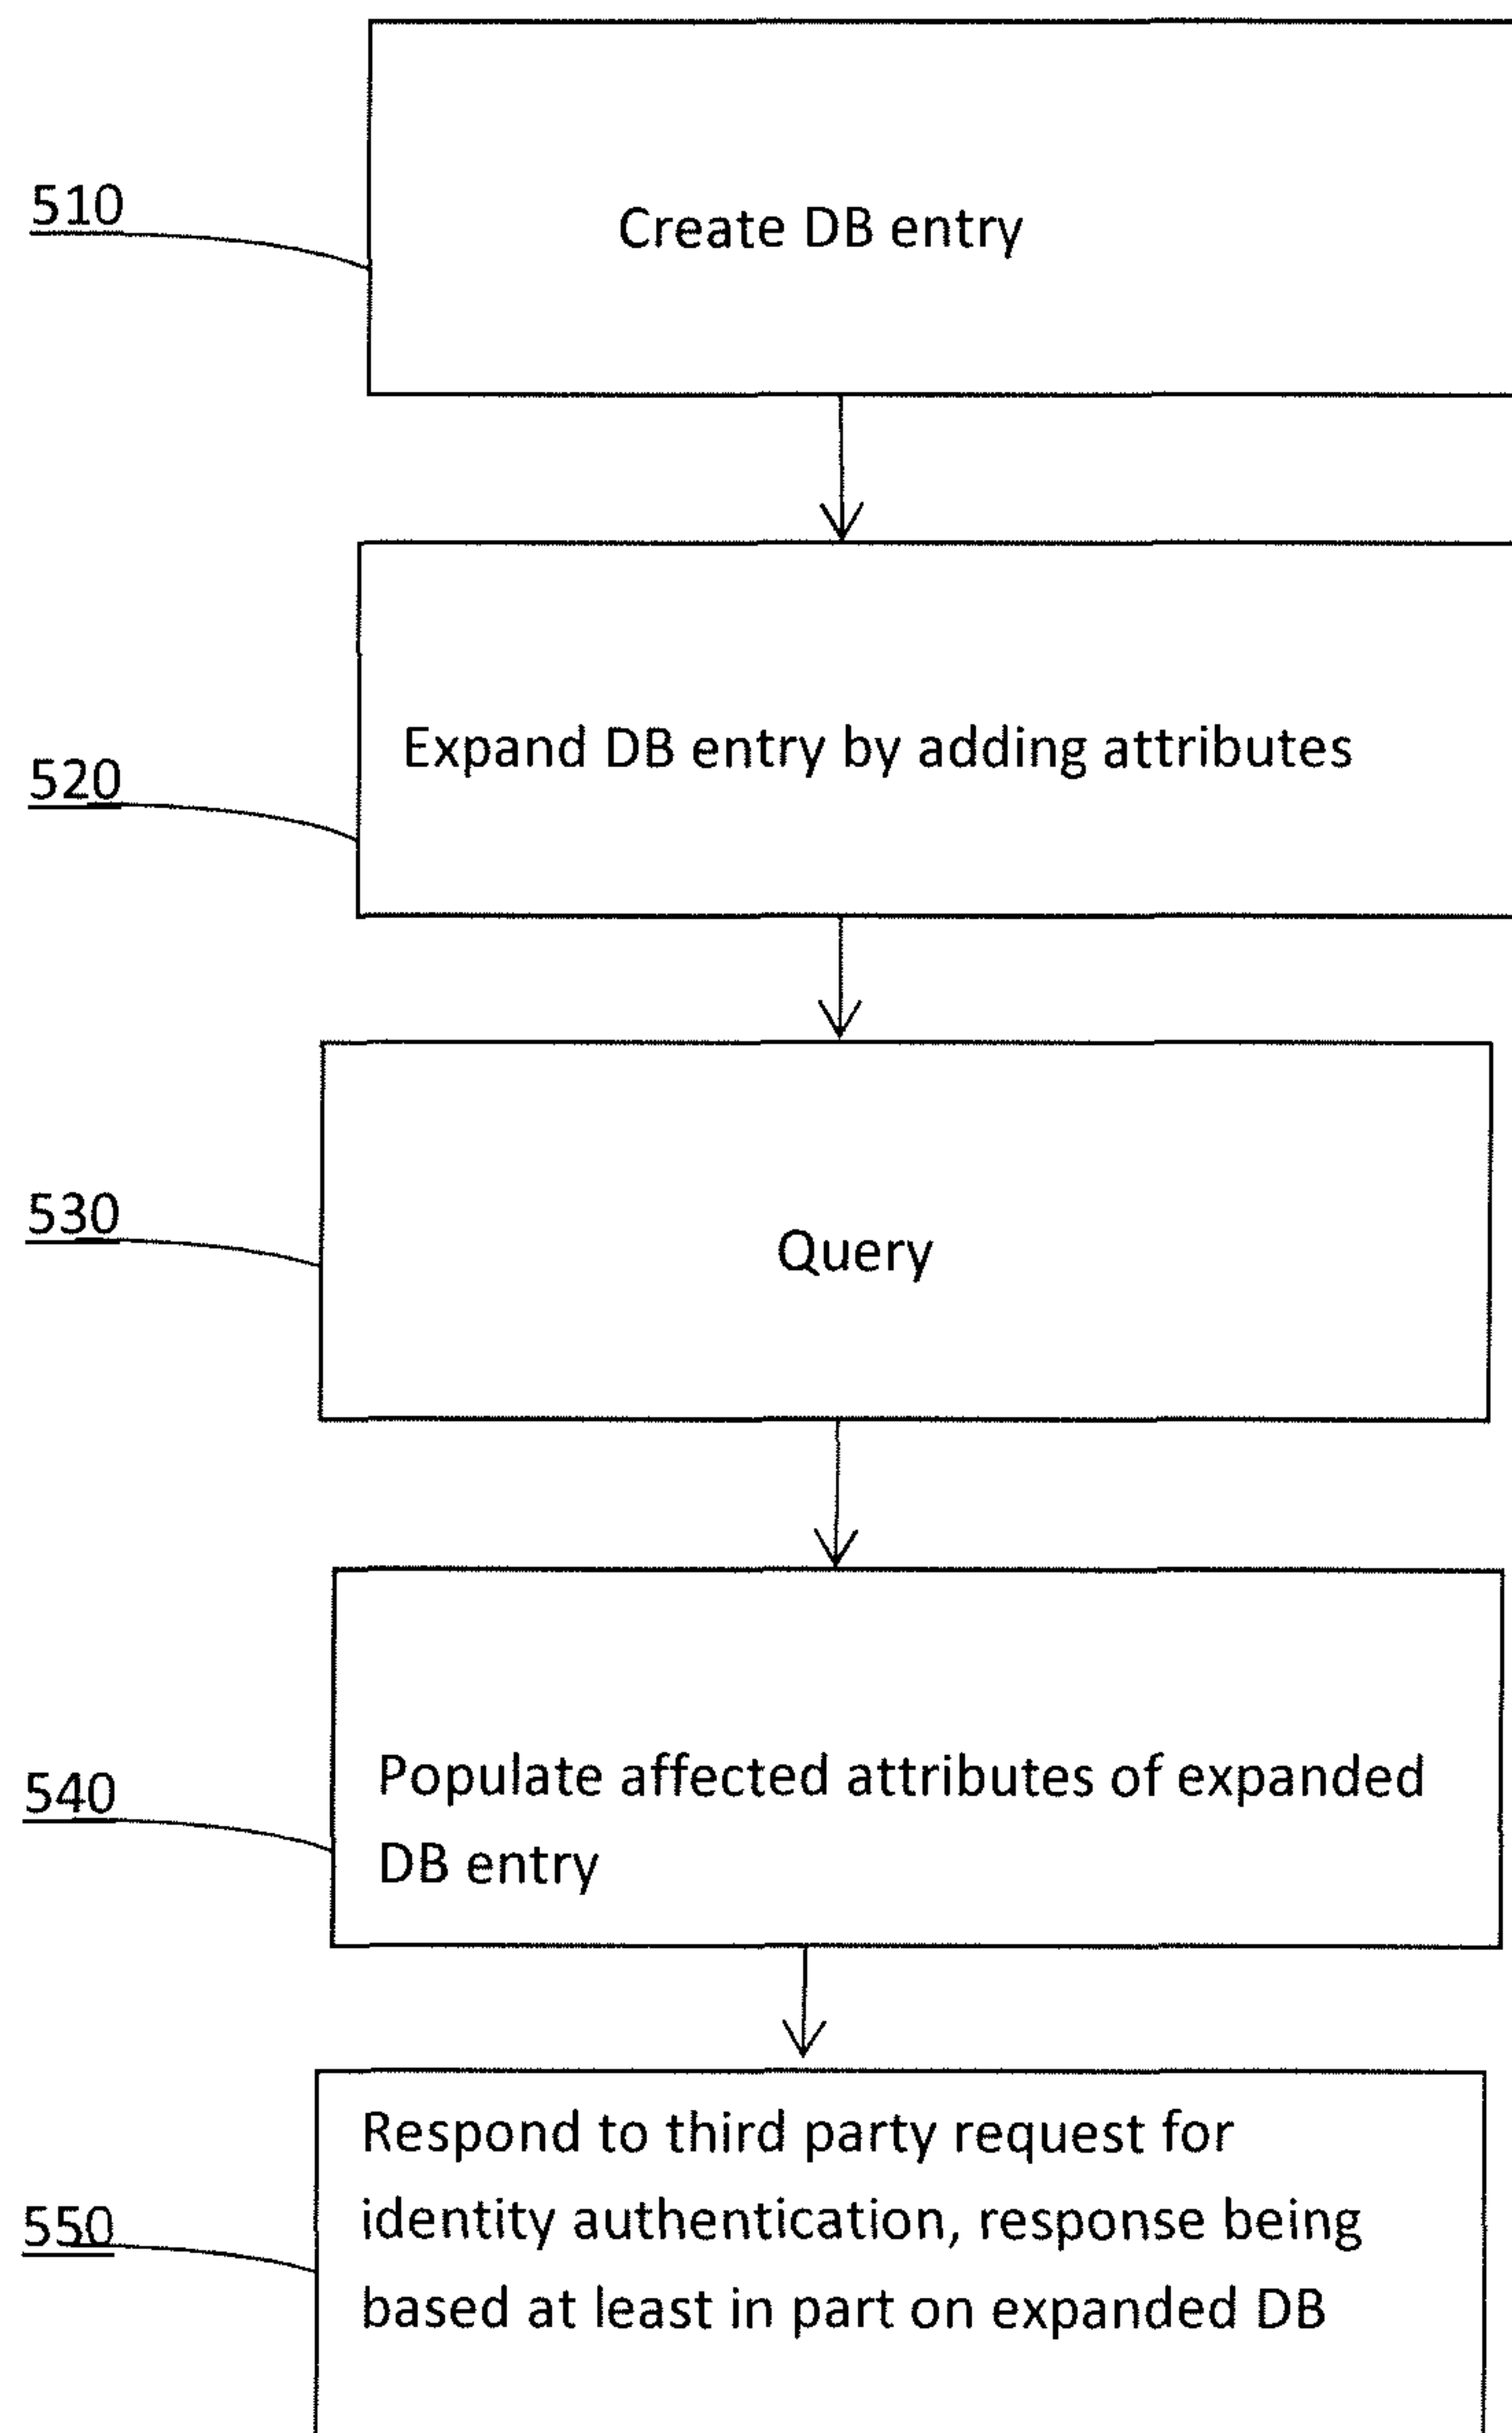 510
Create DB entry
Expand DB entry by adding attributes
520
530
Query
Populate affected attributes of expanded
540
DB entry
Respond to third party request for
identity authentication, response being
550
based at least in part on expanded DB